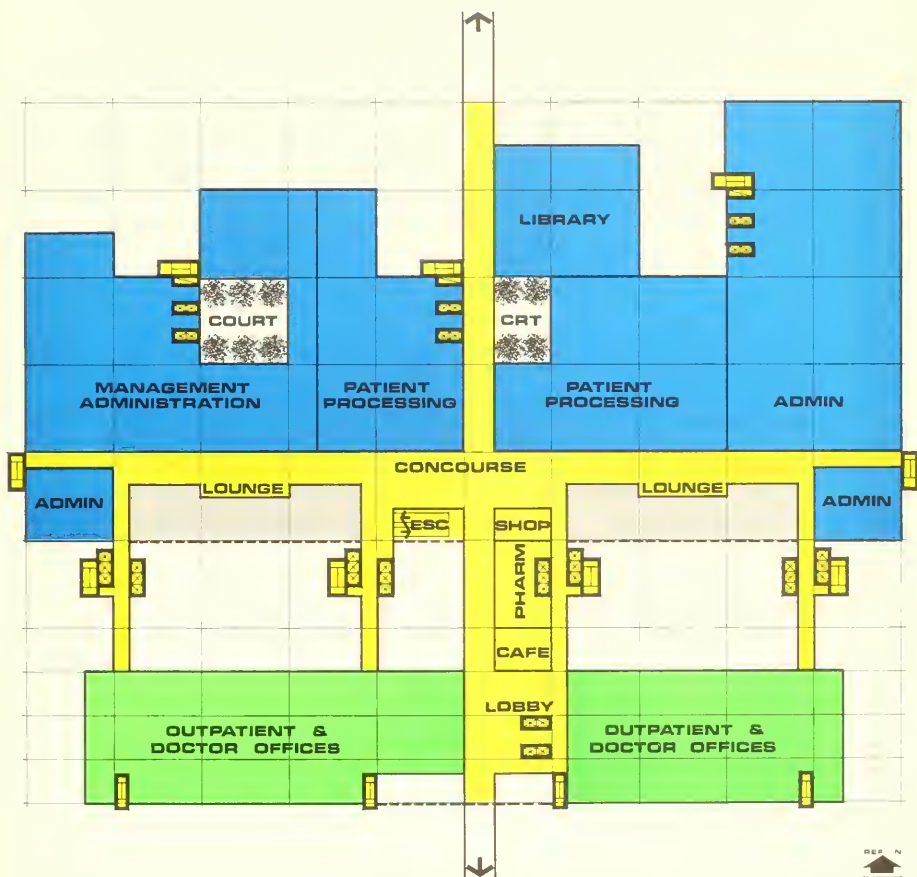 LIBRARY
COURT
CRT
MANAGEMENT
ADMINISTRATION
PATIENT
PROCESSING
PATIENT
PROCESSING
ADMIN
CONCOURSE
ADMIN
LOUNGE
LOUNGE
ADMIN
ESC
SHOP
PHARM
CAFE
LOBBY
OUTPATIENT &
DOCTOR OFFICES
OUTPATIENT &
DOCTOR OFFICES
REF N